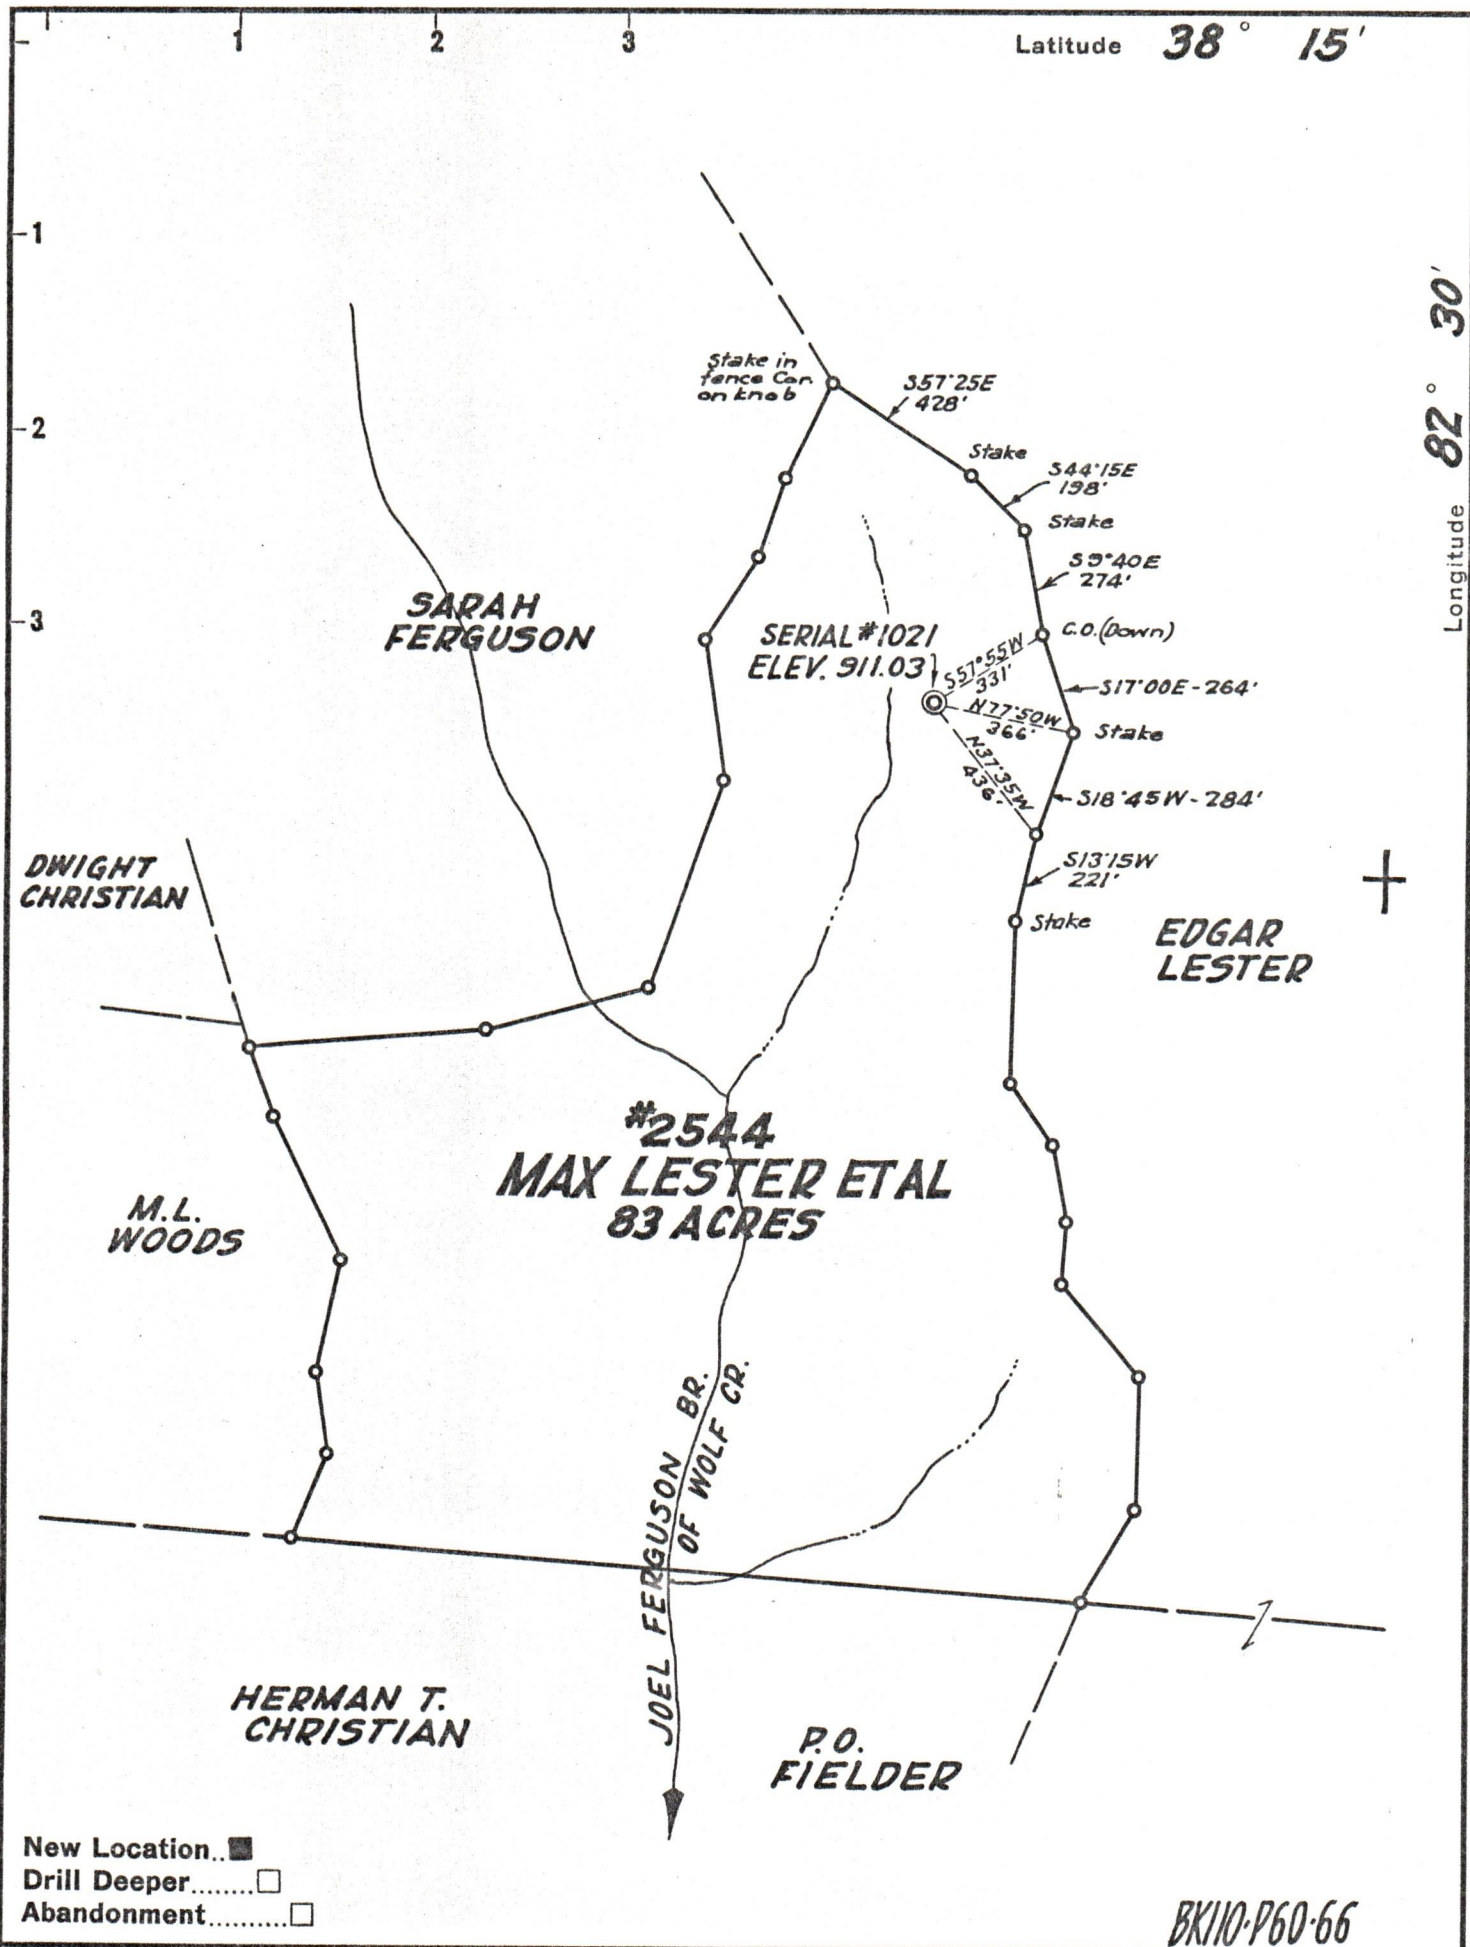 1 2 3
Latitude 38° 15'
Longitude 82° 30'
1
2
3
Stake in
fence Cor.
on knob
S57°25E
428'
Stake
S44°15E
198'
Stake
S9°40E
274'
C.O. (Down)
SARAH
FERGUSON
SERIAL #1021
ELEV. 911.03
S57°55W
331'
S17°00E - 264'
N77°50W
366'
Stake
N37°35W
436'
S18°45W - 284'
S13°15W
221'
Stake
DWIGHT
CHRISTIAN
EDGAR
LESTER
#2544
MAX LESTER ET AL
83 ACRES
M.L.
WOODS
JOEL FERGUSON BR.
OF WOLF CR.
HERMAN T.
CHRISTIAN
P.O.
FIELDER
New Location..■
Drill Deeper........□
Abandonment..........□
BK110·P60·66